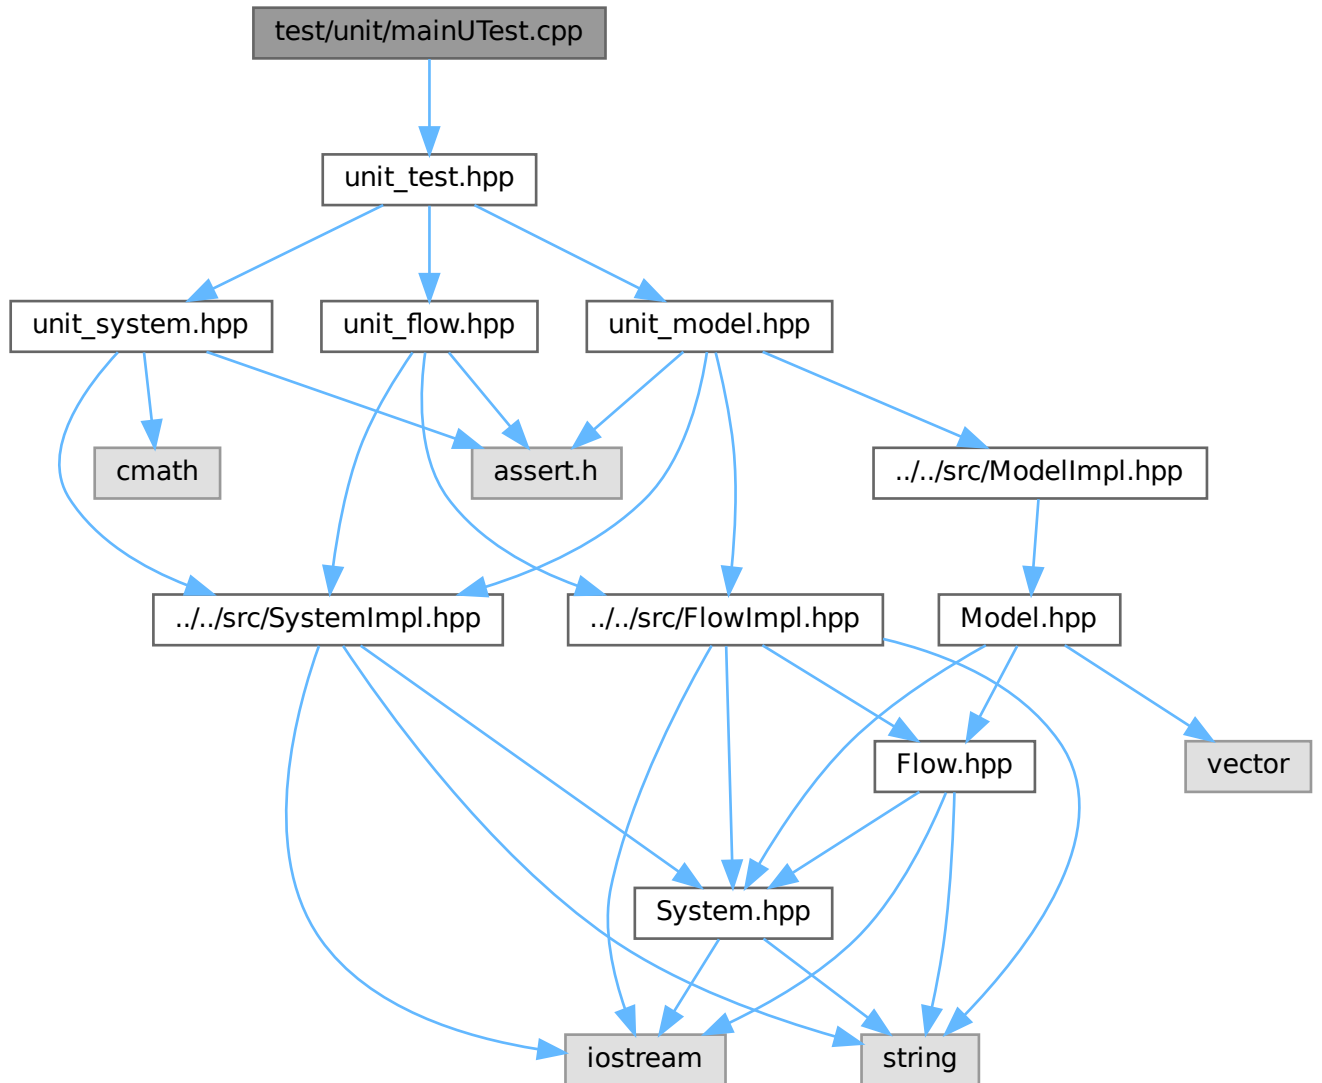 test/unit/mainUTest.cpp
unit_test.hpp
unit_system.hpp
unit_flow.hpp
unit_model.hpp
cmath
assert.h
../../src/ModelImpl.hpp
../../src/SystemImpl.hpp
../../src/FlowImpl.hpp
Model.hpp
Flow.hpp
vector
System.hpp
iostream
string